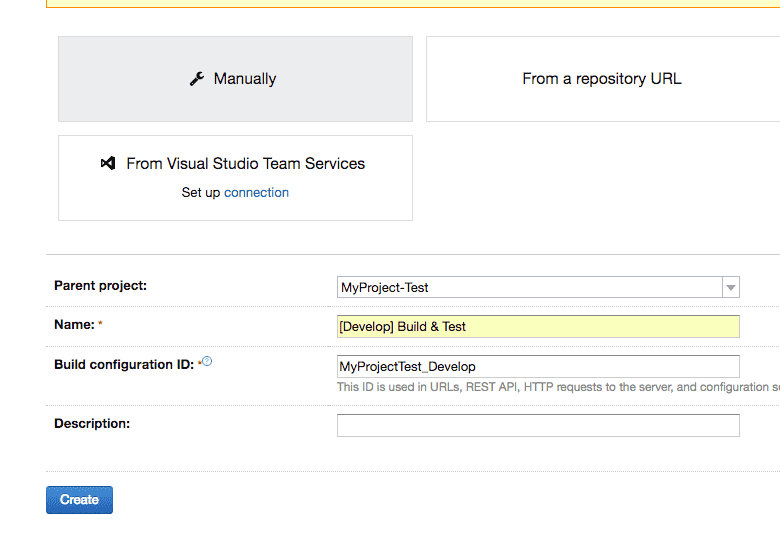 Manually
From a repository URL
From Visual Studio Team Services
Set up connection
Parent project: MyProject-Test
Name: * [Develop] Build & Test
Build configuration ID: * ? MyProjectTest_Develop
This ID is used in URLs, REST API, HTTP requests to the server, and configuration
Description:
Create